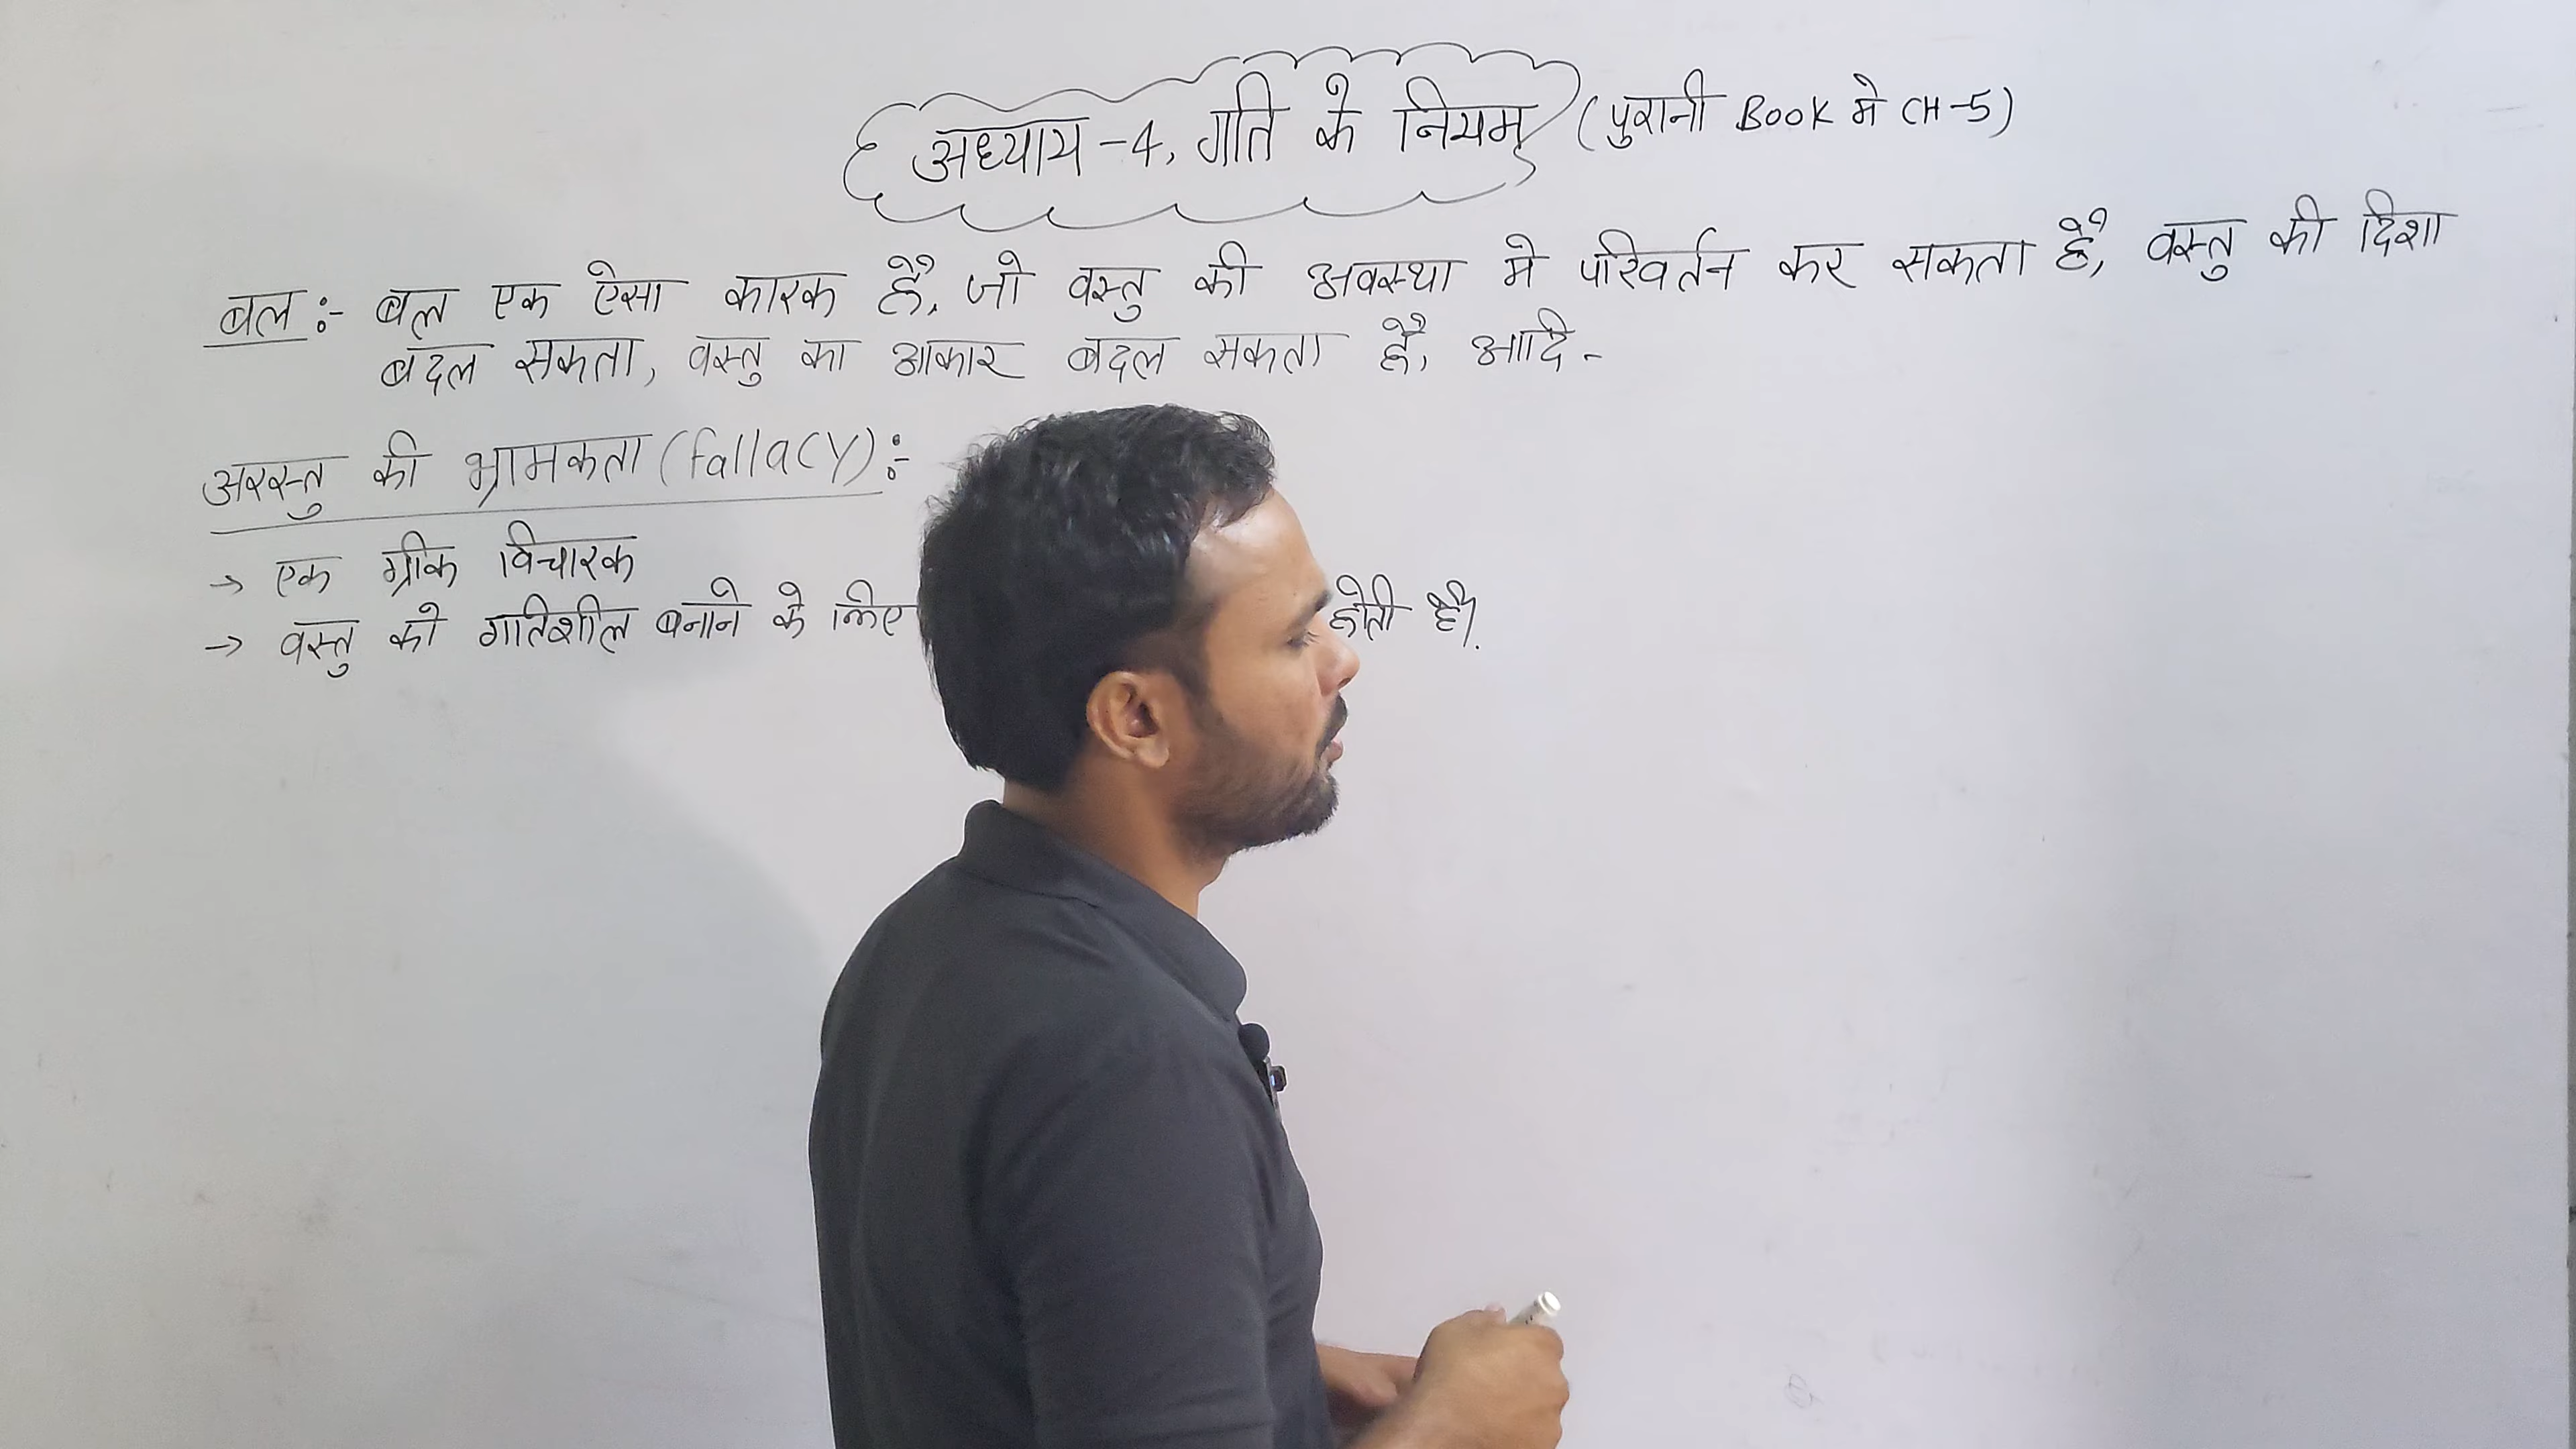 अध्याय -4, गति के नियम (पुरानी Book मे CH-5)
बल :- बल एक ऐसा कारक है, जो वस्तु की अवस्था मे परिवर्तन कर सकता है, वस्तु की दिशा
बदल सकता, वस्तु का आकार बदल सकता है, आदि -
अरस्तु की भ्रामकता (fallacy) :-
→ एक ग्रीक विचारक
→ वस्तु को गतिशील बनाने के लिए होती है.